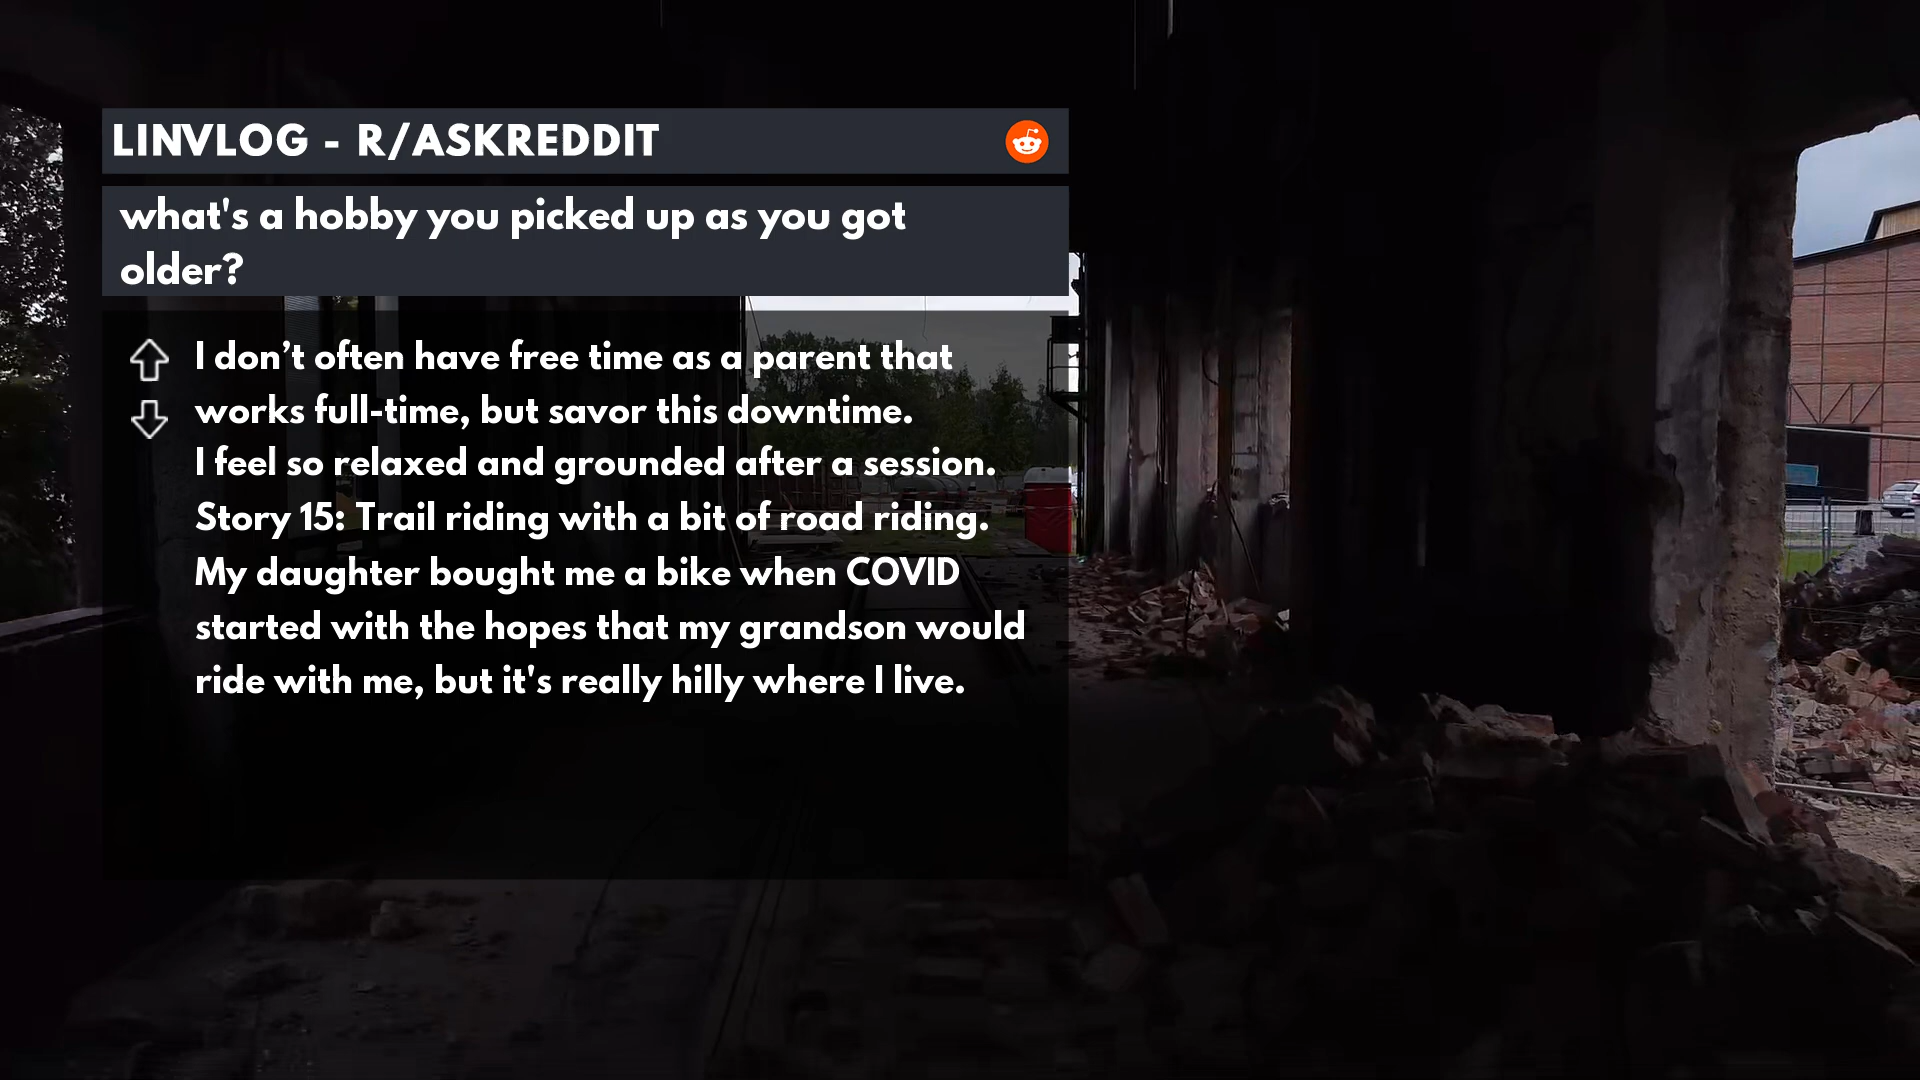 LINVLOG - R/ASKREDDIT
what's a hobby you picked up as you got
older?
I don’t often have free time as a parent that
works full-time, but savor this downtime.
I feel so relaxed and grounded after a session.
Story 15: Trail riding with a bit of road riding.
My daughter bought me a bike when COVID
started with the hopes that my grandson would
ride with me, but it's really hilly where I live.